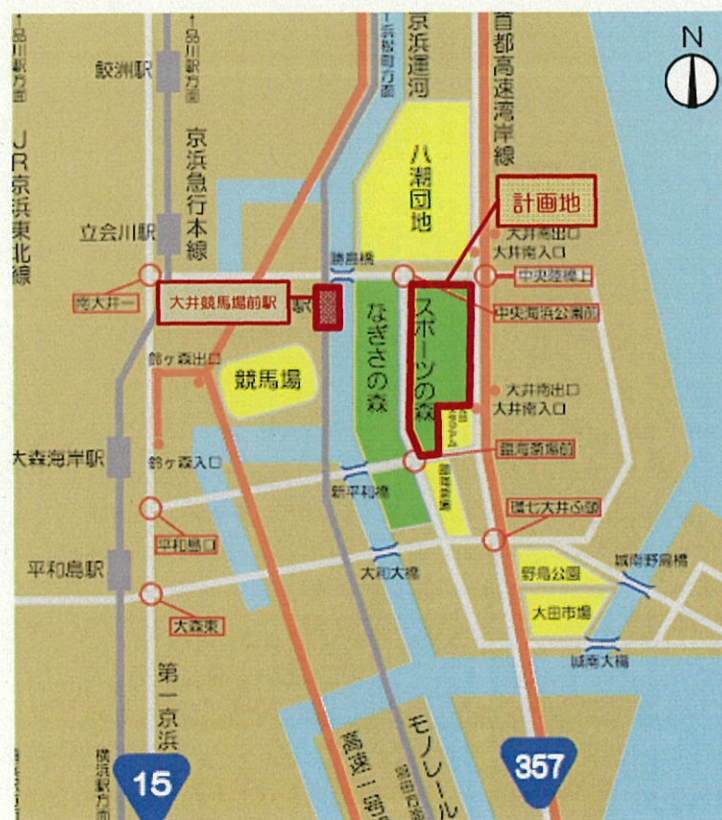 ↑品川駅方面
↑品川駅方面
↑浜松町方面
京浜運河
首都高速湾岸線
N
鮫洲駅
JR京浜東北線
京浜急行本線
八潮団地
計画地
立会川駅
大井南出口
大井南入口
勝島橋
中央陸橋上
南大井一
大井競馬場前駅
駅
中央海浜公園前
なぎさの森
スポーツの森
鈴ヶ森出口
競馬場
大井南出口
大井南入口
大森海岸駅
鈴ヶ森入口
臨海斎場前
新平和橋
環七大井ふ頭
平和島口
平和島駅
大和大橋
野鳥公園
城南野鳥橋
大田市場
大森東
城南大橋
第一京浜
モノレール
15
357
横浜駅方面